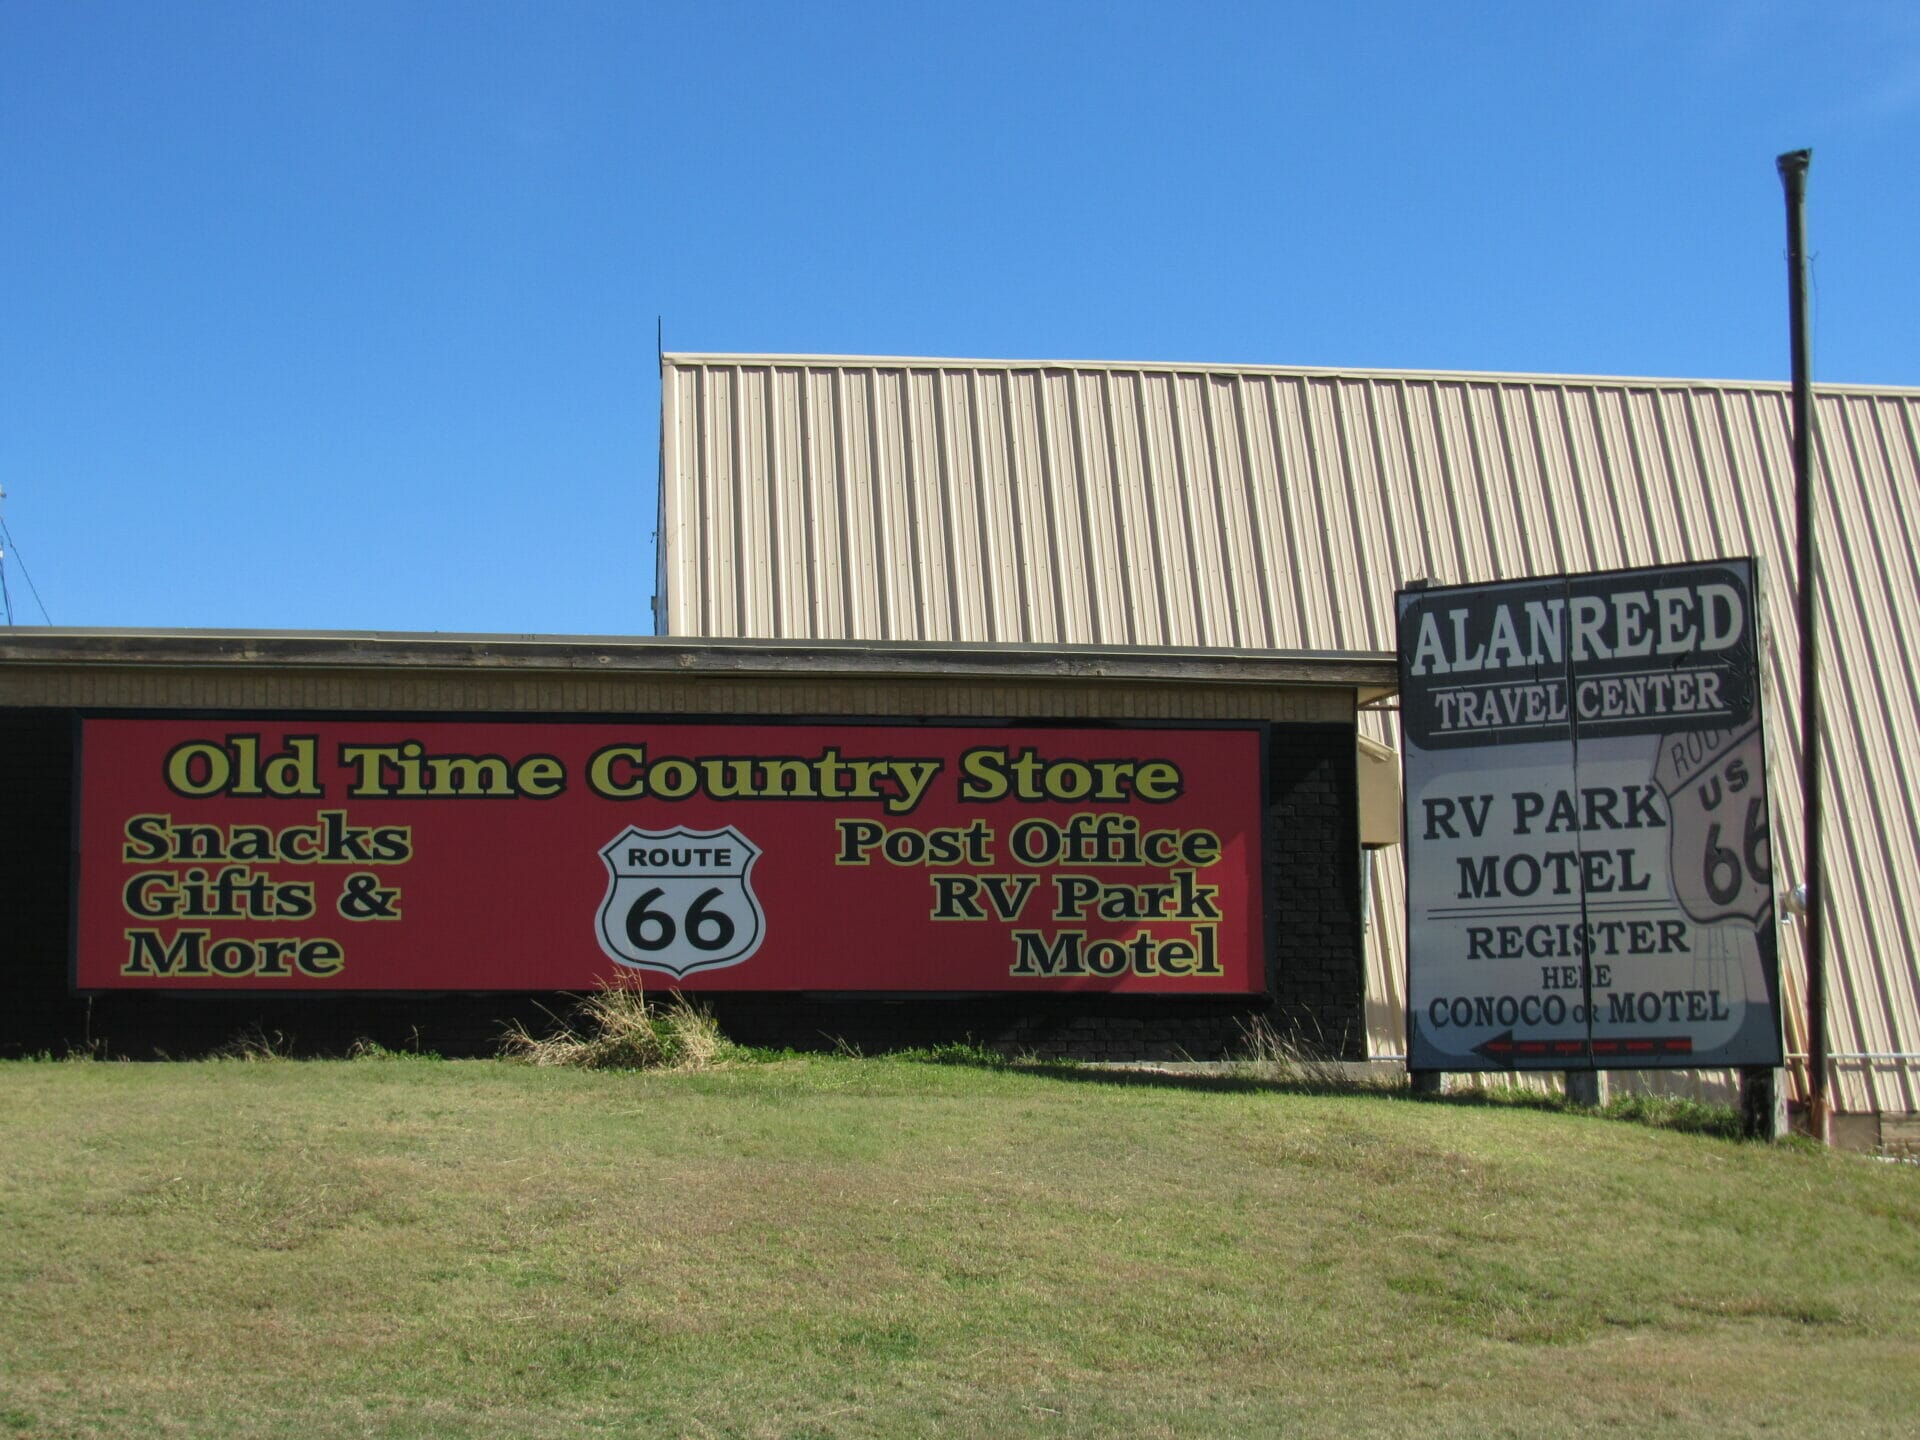 Old Time Country Store
Snacks
Gifts &
More
ROUTE
66
Post Office
RV Park
Motel
ALANREED
TRAVEL CENTER
ROU
US
66
RV PARK
MOTEL
REGISTER
HERE
CONOCO OR MOTEL